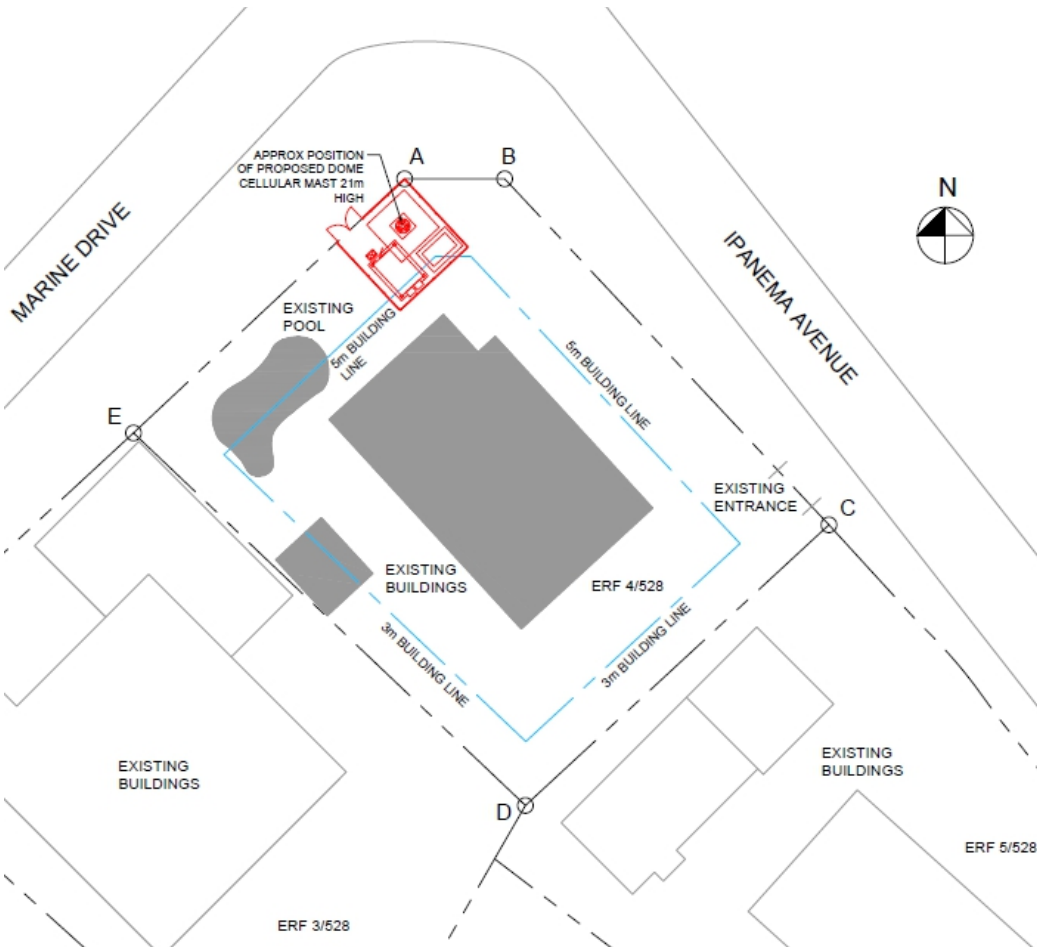 APPROX POSITION
OF PROPOSED DOME
CELLULAR MAST 21m
HIGH
A
B
N
MARINE DRIVE
IPANEMA AVENUE
EXISTING
POOL
5m BUILDING
LINE
5m BUILDING LINE
E
EXISTING
ENTRANCE
C
EXISTING
BUILDINGS
ERF 4/528
3m BUILDING LINE
3m BUILDING LINE
EXISTING
BUILDINGS
EXISTING
BUILDINGS
D
ERF 5/528
ERF 3/528